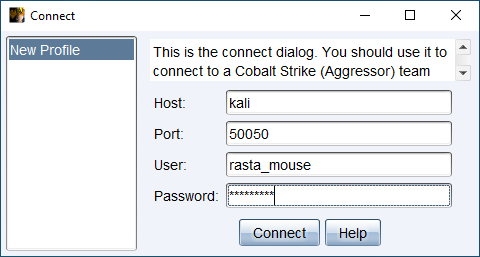 Connect
New Profile
This is the connect dialog. You should use it to
connect to a Cobalt Strike (Aggressor) team
Host: kali
Port: 50050
User: rasta_mouse
Password: *********
Connect Help